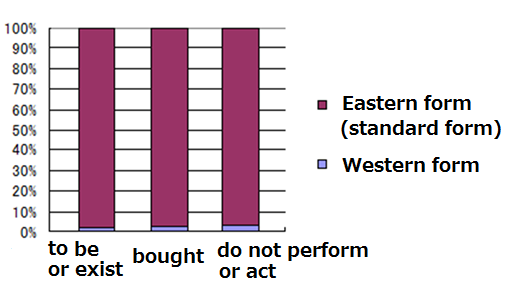 100%
90%
80%
70%
60%
50%
40%
30%
20%
10%
0%
to be
or exist
bought
do not perform
or act
Eastern form
(standard form)
Western form